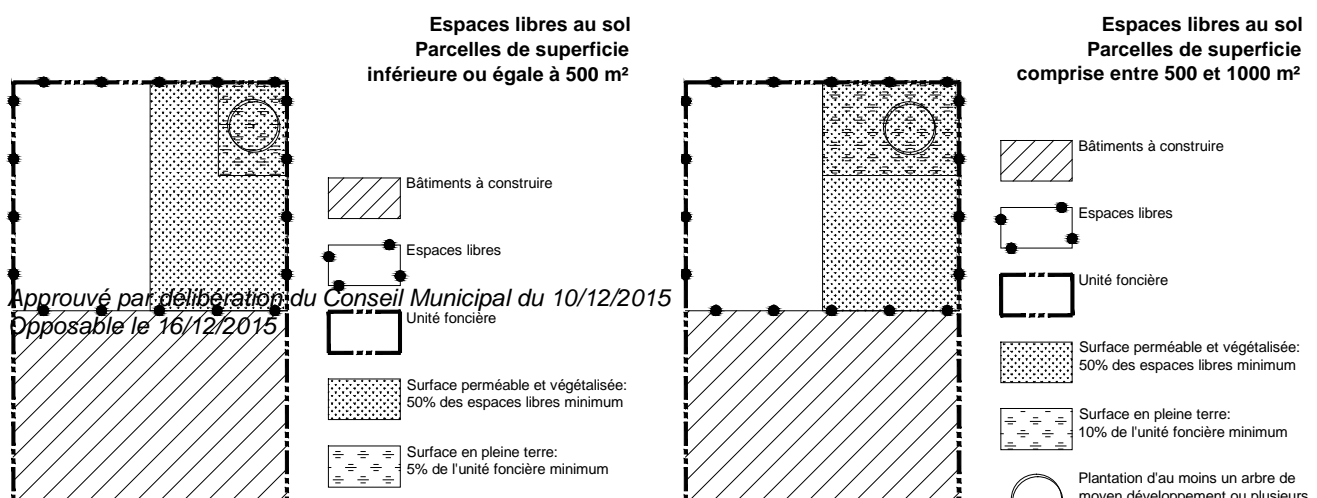 Espaces libres au sol
Parcelles de superficie
inférieure ou égale à 500 m²
Bâtiments à construire
Espaces libres
Approuvé par délibération du Conseil Municipal du 10/12/2015
Opposable le 16/12/2015
Unité foncière
Surface perméable et végétalisée:
50% des espaces libres minimum
Surface en pleine terre:
5% de l'unité foncière minimum
Espaces libres au sol
Parcelles de superficie
comprise entre 500 et 1000 m²
Bâtiments à construire
Espaces libres
Unité foncière
Surface perméable et végétalisée:
50% des espaces libres minimum
Surface en pleine terre:
10% de l'unité foncière minimum
Plantation d'au moins un arbre de
moyen développement ou plusieurs